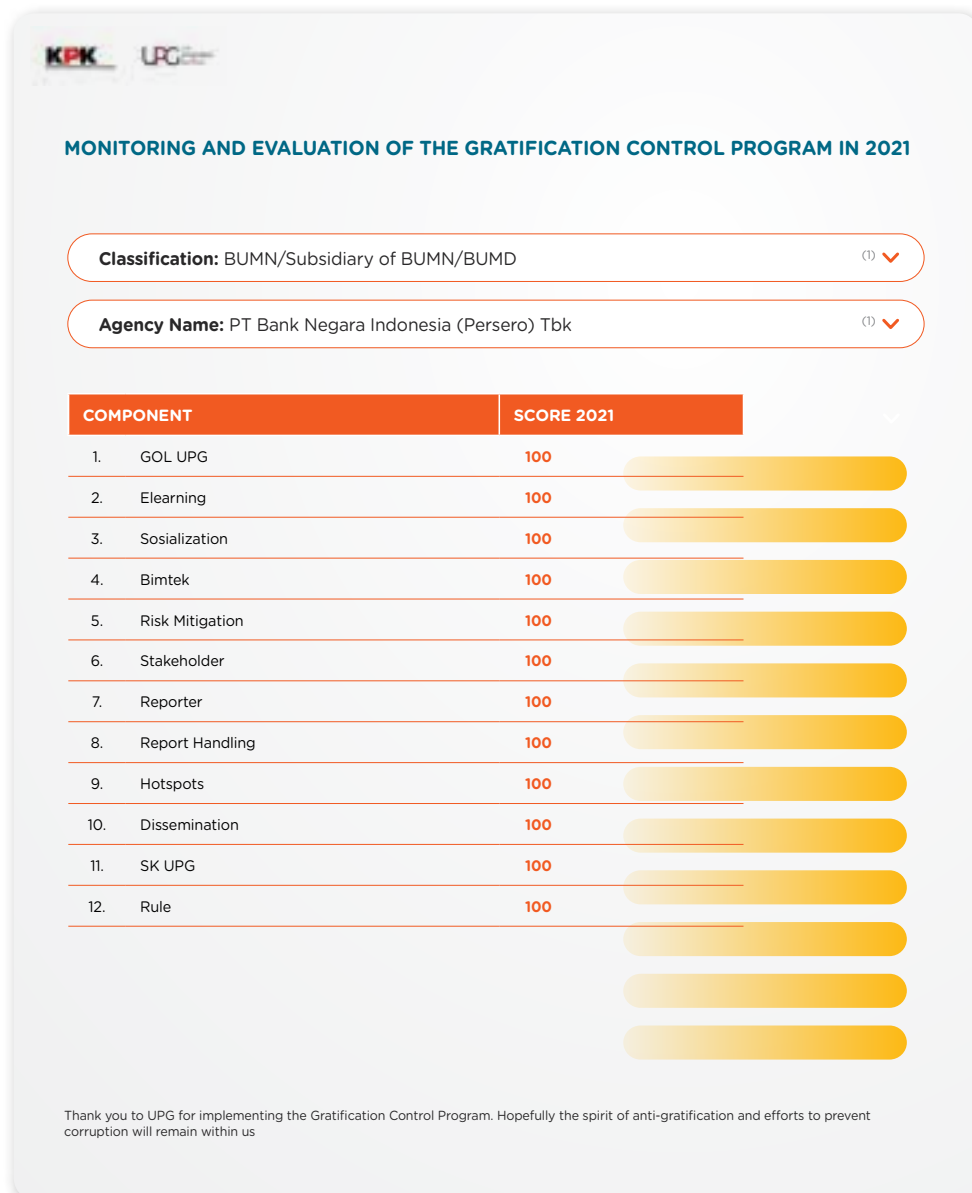 KPK UPG
MONITORING AND EVALUATION OF THE GRATIFICATION CONTROL PROGRAM IN 2021
Classification: BUMN/Subsidiary of BUMN/BUMD (1)
Agency Name: PT Bank Negara Indonesia (Persero) Tbk (1)
COMPONENT SCORE 2021
1. GOL UPG 100
2. Elearning 100
3. Sosialization 100
4. Bimtek 100
5. Risk Mitigation 100
6. Stakeholder 100
7. Reporter 100
8. Report Handling 100
9. Hotspots 100
10. Dissemination 100
11. SK UPG 100
12. Rule 100
Thank you to UPG for implementing the Gratification Control Program. Hopefully the spirit of anti-gratification and efforts to prevent
corruption will remain within us